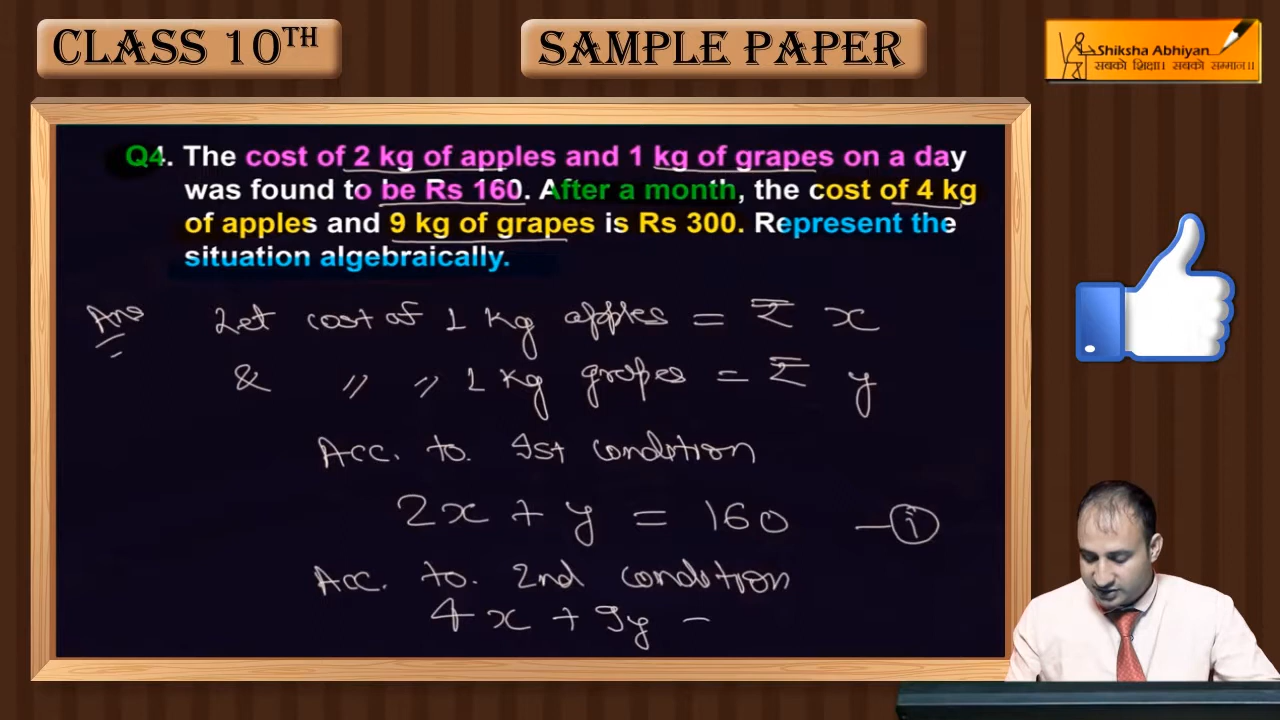 CLASS 10TH
SAMPLE PAPER
Shiksha Abhiyan
सबको शिक्षा। सबको सम्मान।।
Q4. The cost of 2 kg of apples and 1 kg of grapes on a day
was found to be Rs 160. After a month, the cost of 4 kg
of apples and 9 kg of grapes is Rs 300. Represent the
situation algebraically.
Ans Let cost of 1 Kg apples = ₹ x
& 〃 〃 1 Kg grapes = ₹ y
Acc. to. Ist condition
2x + y = 160 — (i)
Acc. to. 2nd condition
4x + 9y -